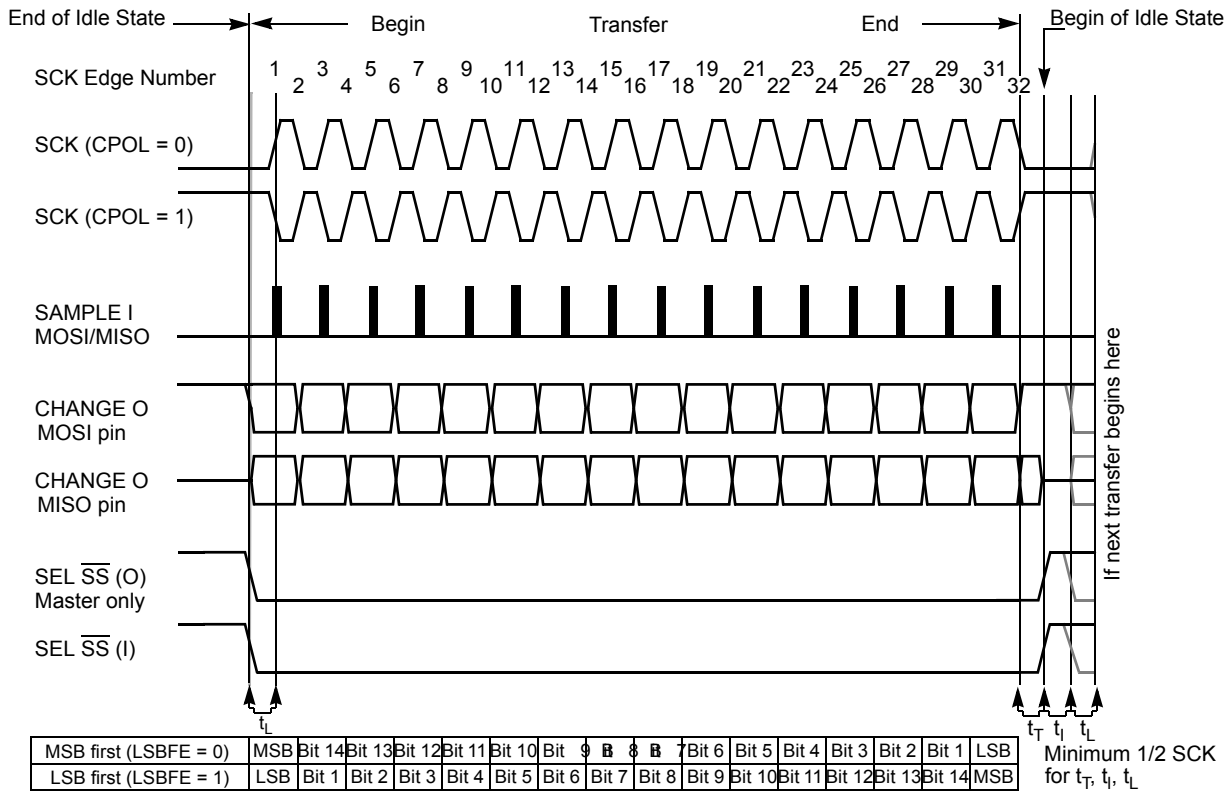 End of Idle State Begin Transfer End Begin of Idle State
SCK Edge Number
1 3 5 7 9 11 13 15 17 19 21 23 25 27 29 31
2 4 6 8 10 12 14 16 18 20 22 24 26 28 30 32
SCK (CPOL = 0)
SCK (CPOL = 1)
SAMPLE I
MOSI/MISO
CHANGE O
MOSI pin
CHANGE O
MISO pin
SEL SS (O)
Master only
SEL SS (I)
If next transfer begins here
tL tT tI tL
MSB first (LSBFE = 0) MSB Bit 14 Bit 13 Bit 12 Bit 11 Bit 10 Bit 9 8 7 Bit 6 Bit 5 Bit 4 Bit 3 Bit 2 Bit 1 LSB
LSB first (LSBFE = 1) LSB Bit 1 Bit 2 Bit 3 Bit 4 Bit 5 Bit 6 Bit 7 Bit 8 Bit 9 Bit 10 Bit 11 Bit 12 Bit 13 Bit 14 MSB
Minimum 1/2 SCK
for tT, tI, tL